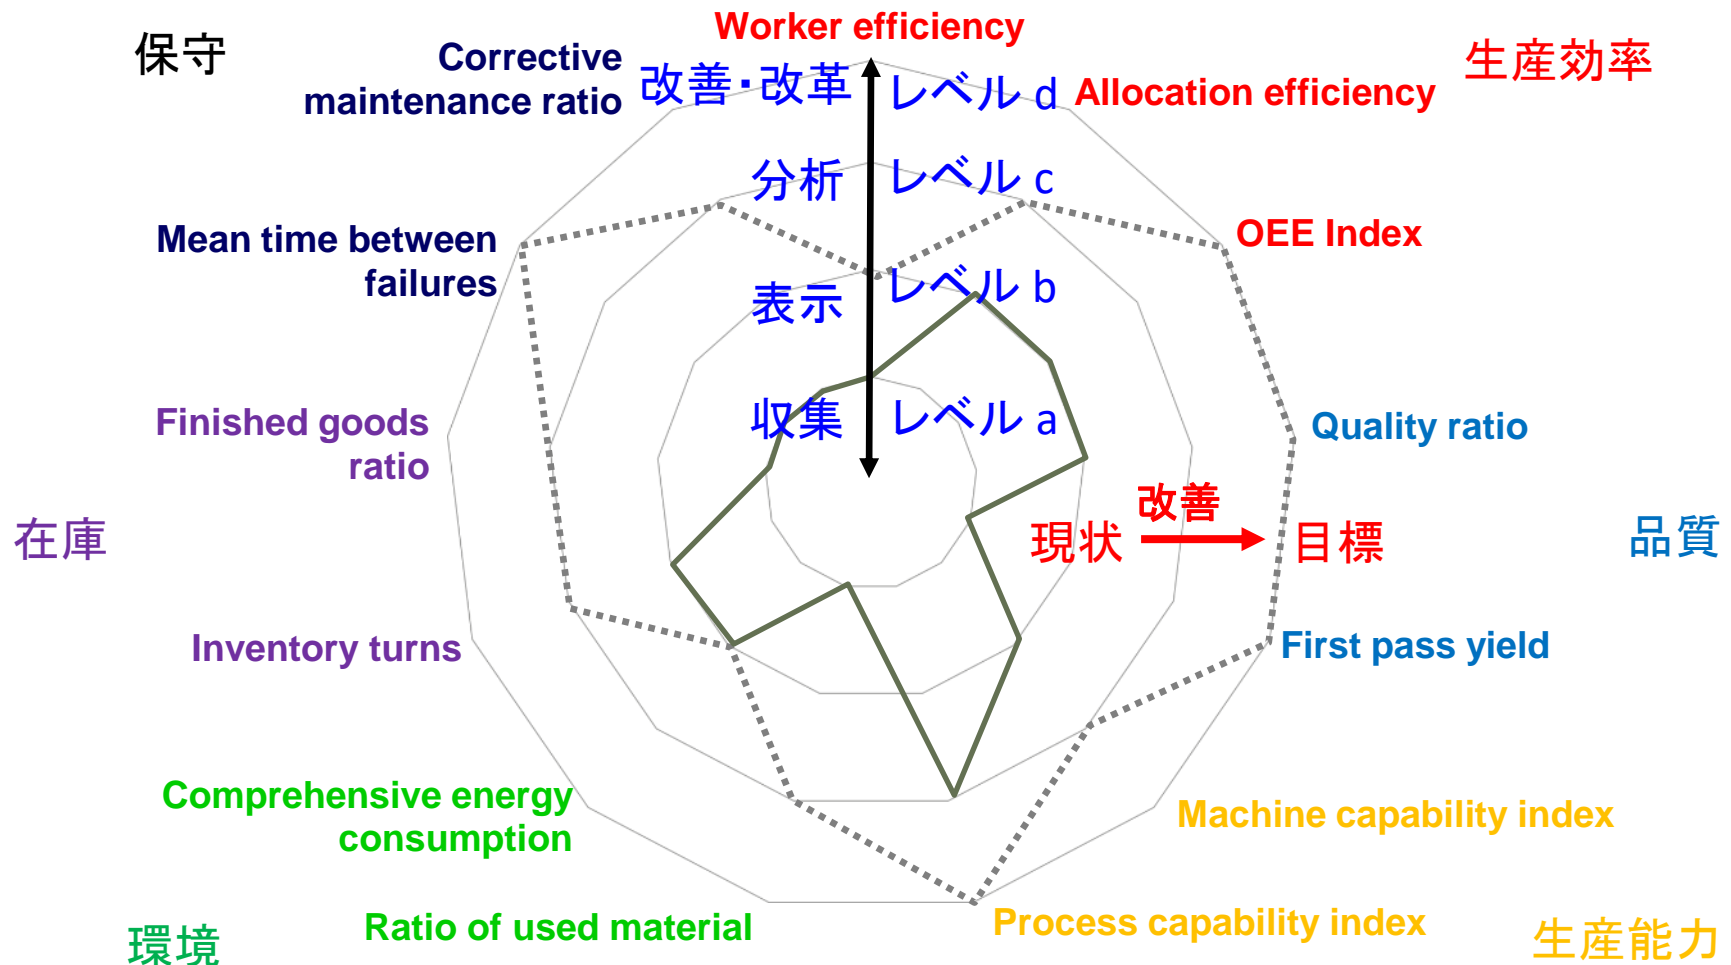 Worker efficiency
保守
Corrective
maintenance ratio
改善・改革
レベル d
Allocation efficiency
生産効率
分析
レベル c
Mean time between
failures
OEE Index
表示
レベル b
収集
レベル a
Finished goods
ratio
Quality ratio
在庫
現状
改善
目標
品質
Inventory turns
First pass yield
Comprehensive energy
consumption
Machine capability index
環境
Ratio of used material
Process capability index
生産能力